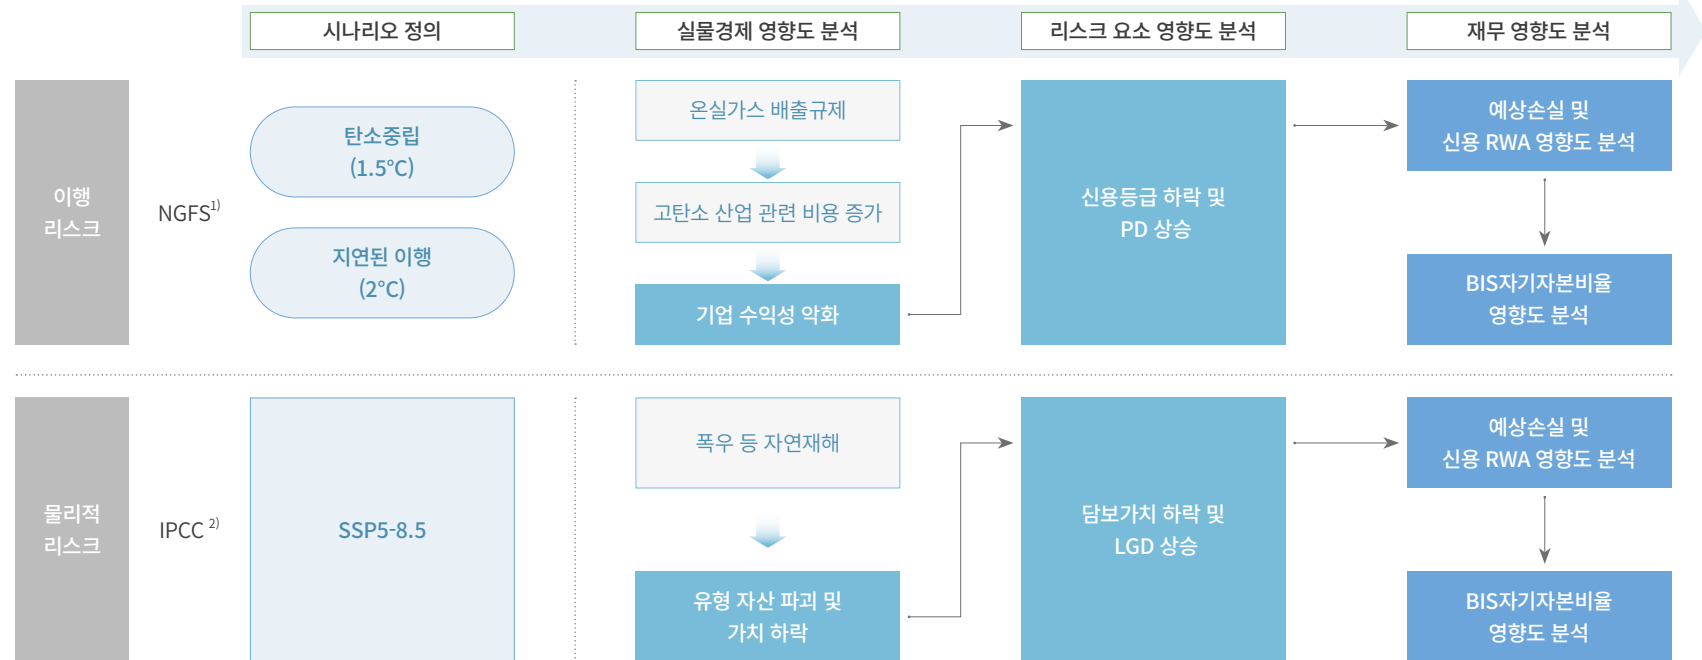 시나리오 정의
실물경제 영향도 분석
리스크 요소 영향도 분석
재무 영향도 분석
이행
리스크
NGFS1)
탄소중립
(1.5°C)
지연된 이행
(2°C)
온실가스 배출규제
고탄소 산업 관련 비용 증가
기업 수익성 악화
신용등급 하락 및
PD 상승
예상손실 및
신용 RWA 영향도 분석
BIS자기자본비율
영향도 분석
물리적
리스크
IPCC 2)
SSP5-8.5
폭우 등 자연재해
유형 자산 파괴 및
가치 하락
담보가치 하락 및
LGD 상승
예상손실 및
신용 RWA 영향도 분석
BIS자기자본비율
영향도 분석